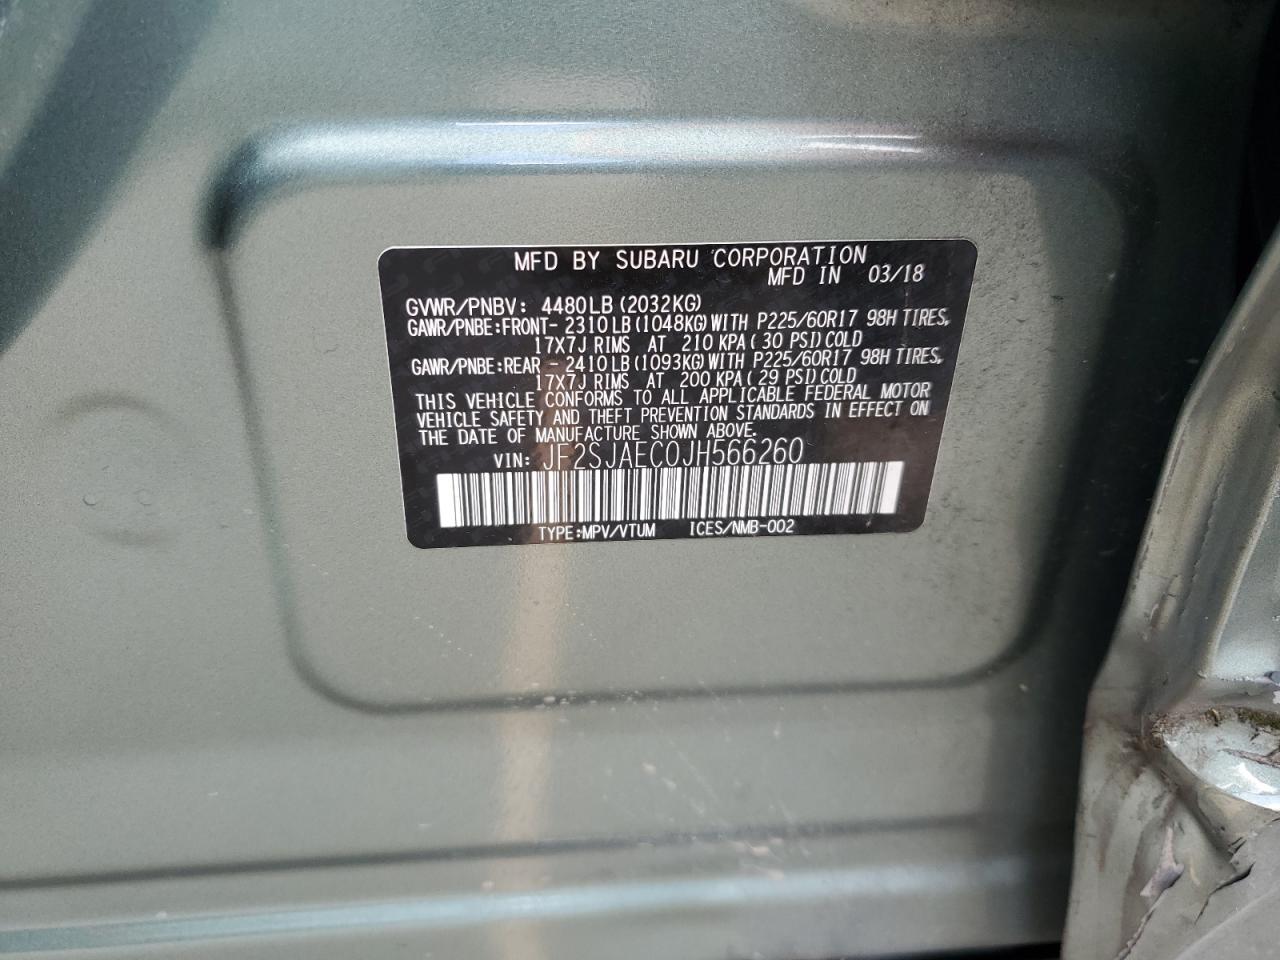 MFD BY SUBARU CORPORATION
MFD IN 03/18
GVWR/PNBV: 4480LB (2032KG)
GAWR/PNBE:FRONT- 2310LB (1048KG) WITH P225/60R17 98H TIRES,
17X7J RIMS AT 210 KPA ( 30 PSI) COLD
GAWR/PNBE:REAR - 2410LB (1093KG) WITH P225/60R17 98H TIRES,
17X7J RIMS AT 200 KPA ( 29 PSI) COLD
THIS VEHICLE CONFORMS TO ALL APPLICABLE FEDERAL MOTOR
VEHICLE SAFETY AND THEFT PREVENTION STANDARDS IN EFFECT ON
THE DATE OF MANUFACTURE SHOWN ABOVE.
VIN: JF2SJAEC0JH566260
TYPE:MPV/VTUM ICES/NMB-002